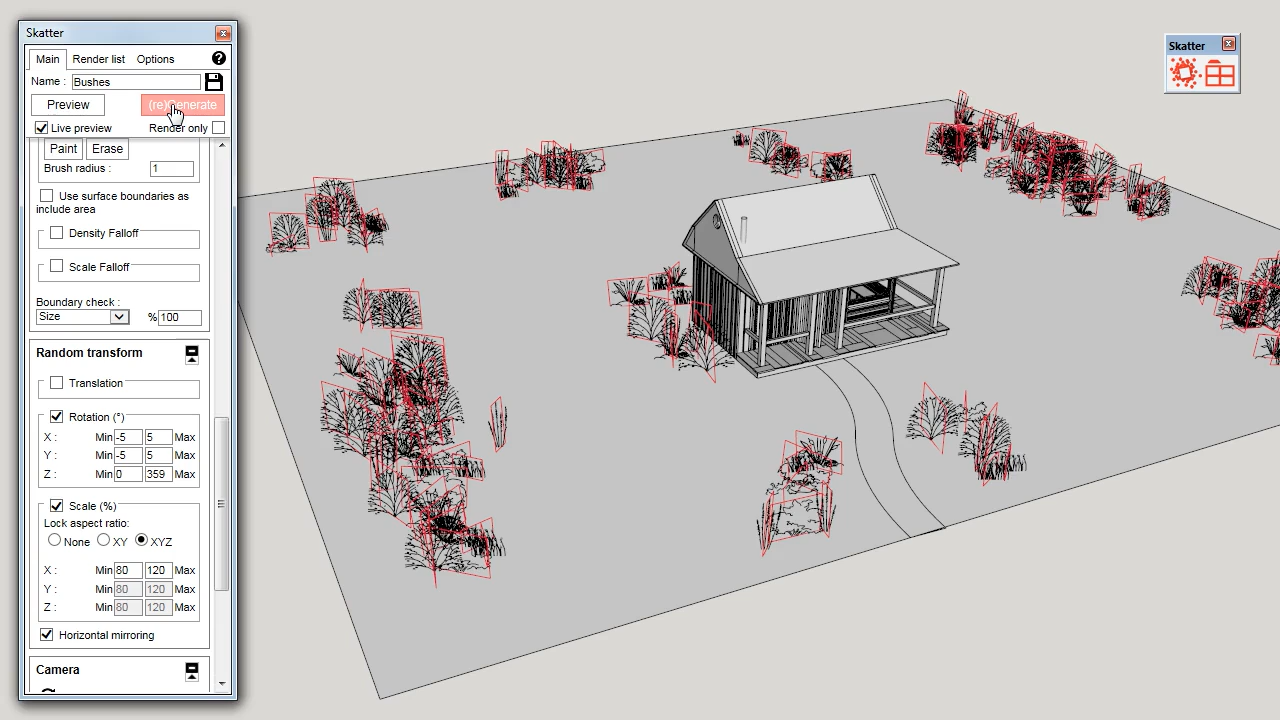 Skatter
Main Render list Options
Name : Bushes
Preview (re)Generate
Live preview Render only
Paint Erase
Brush radius : 1
Use surface boundaries as
include area
Density Falloff
Scale Falloff
Boundary check :
Size % 100
Random transform
Translation
Rotation (°)
X : Min -5 5 Max
Y : Min -5 5 Max
Z : Min 0 359 Max
Scale (%)
Lock aspect ratio:
None XY XYZ
X : Min 80 120 Max
Y : Min 80 120 Max
Z : Min 80 120 Max
Horizontal mirroring
Camera
Skatter